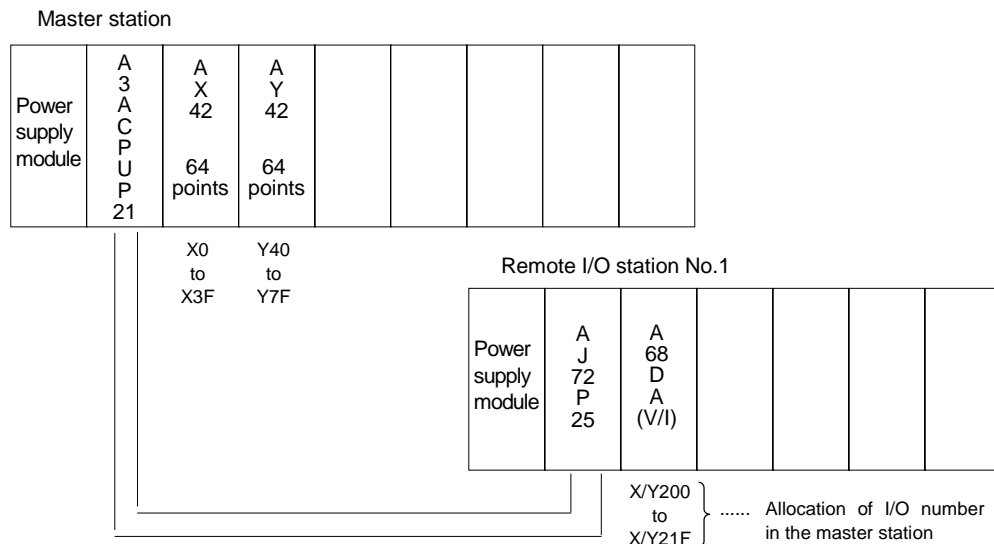 Master station
Power
supply
module
A
3
A
C
P
U
P
21
A
X
42
64
points
A
Y
42
64
points
X0
to
X3F
Y40
to
Y7F
Remote I/O station No.1
Power
supply
module
A
J
72
P
25
A
68
D
A
(V/I)
X/Y200
to
X/Y21F
...... Allocation of I/O number
in the master station